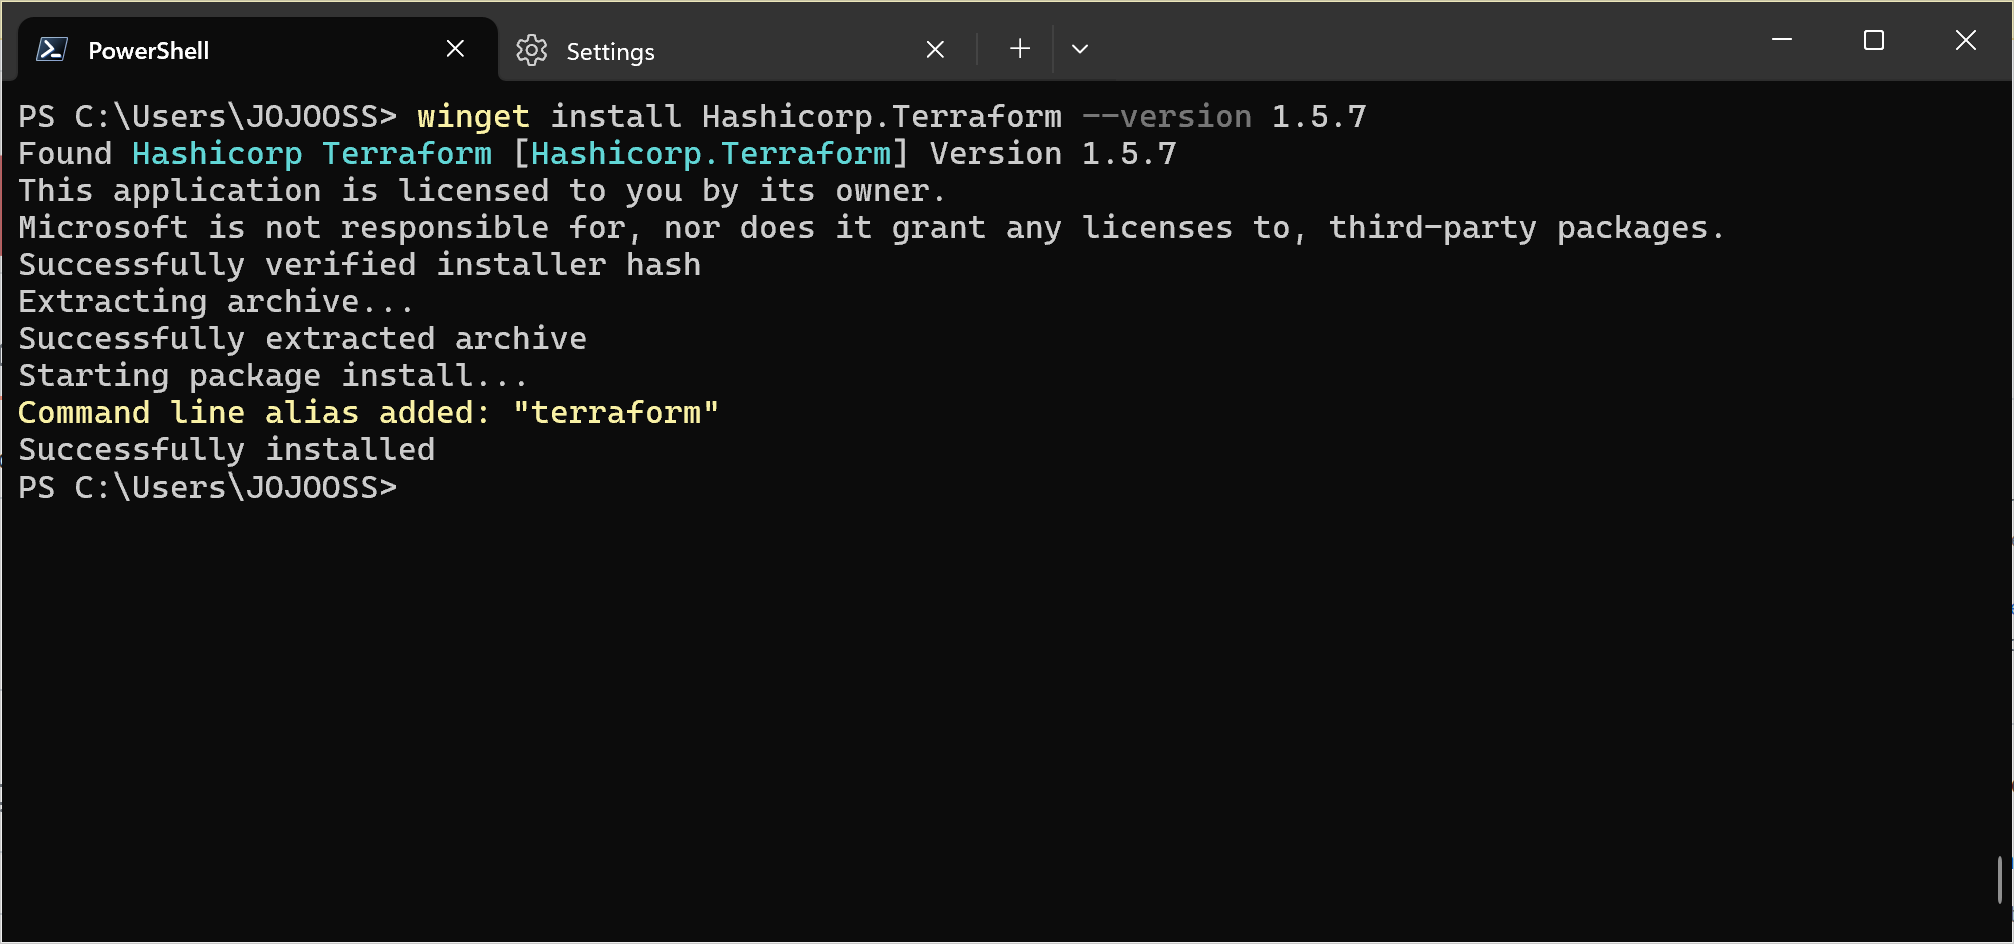 PowerShell
Settings
PS C:\Users\JOJOOSS> winget install Hashicorp.Terraform --version 1.5.7
Found Hashicorp Terraform [Hashicorp.Terraform] Version 1.5.7
This application is licensed to you by its owner.
Microsoft is not responsible for, nor does it grant any licenses to, third-party packages.
Successfully verified installer hash
Extracting archive...
Successfully extracted archive
Starting package install...
Command line alias added: "terraform"
Successfully installed
PS C:\Users\JOJOOSS>